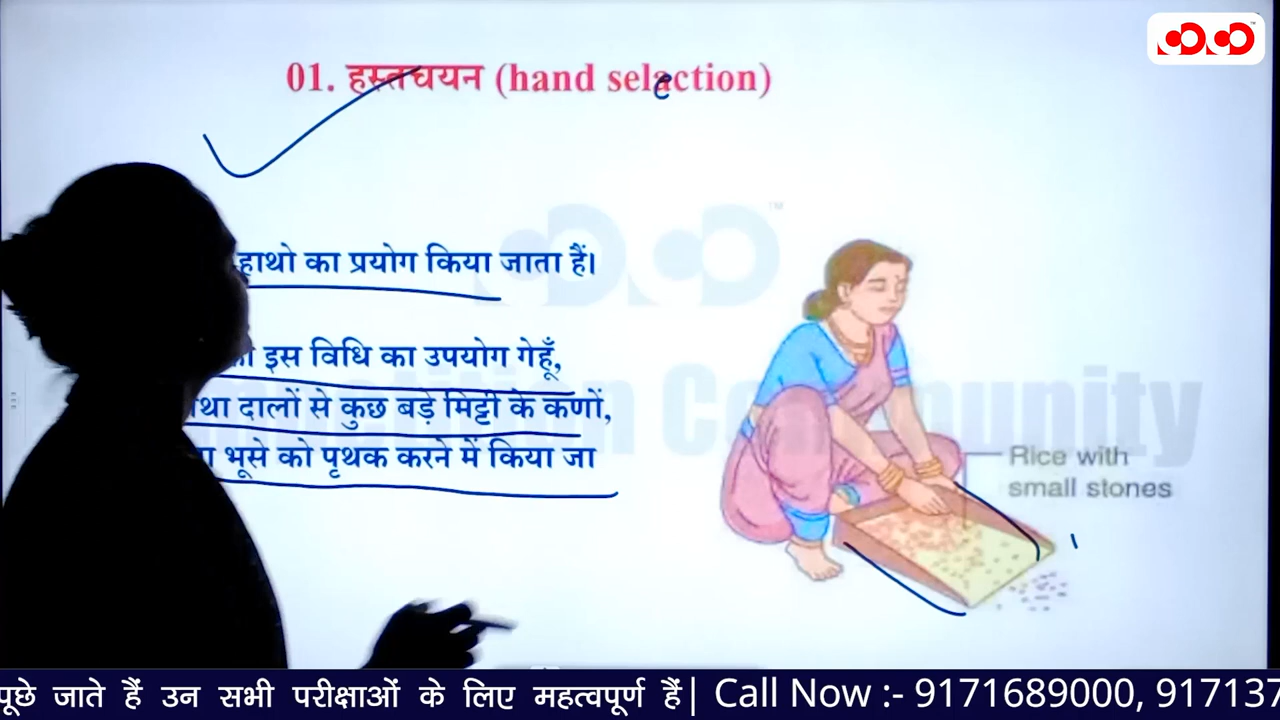 01. हस्तचयन (hand selection)
हाथो का प्रयोग किया जाता हैं।
इस विधि का उपयोग गेहूँ,
दालों से कुछ बड़े मिट्टी के कणों,
भूसे को पृथक करने में किया जा
Rice with
small stones
पूछे जाते हैं उन सभी परीक्षाओं के लिए महत्वपूर्ण हैं| Call Now :- 9171689000, 917137